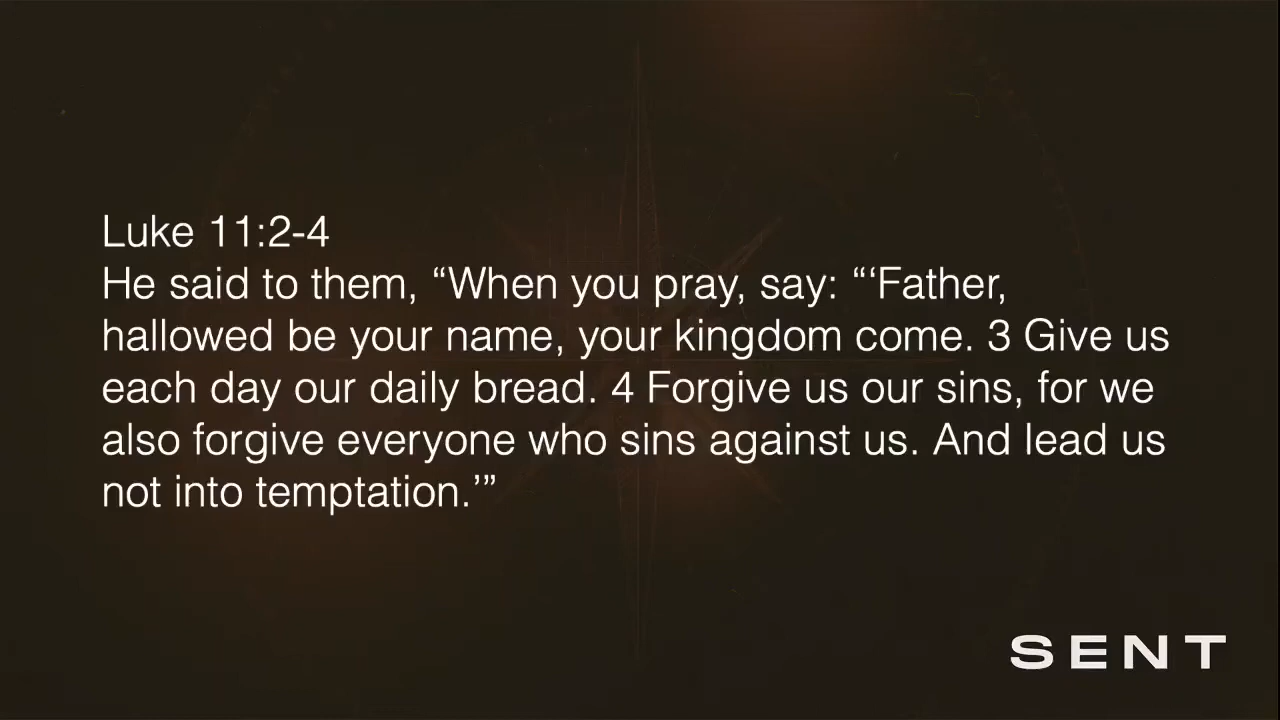 Luke 11:2-4
He said to them, “When you pray, say: “‘Father,
hallowed be your name, your kingdom come. 3 Give us
each day our daily bread. 4 Forgive us our sins, for we
also forgive everyone who sins against us. And lead us
not into temptation.’”
SENT